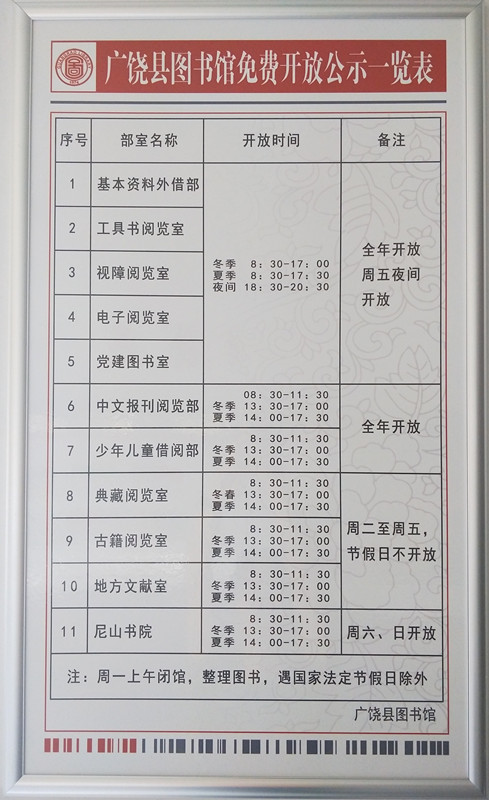 广饶县图书馆免费开放公示一览表
序号 部室名称 开放时间 备注
1 基本资料外借部
2 工具书阅览室
3 视障阅览室
4 电子阅览室
5 党建图书室
冬季 8：30-17：00
夏季 8：30-17：30
夜间 18：30-20：30
全年开放
周五夜间
开放
6 中文报刊阅览部
08：30-11：30
冬季 13：30-17：00
夏季 14：00-17：30
7 少年儿童借阅部
8：30-11：30
冬季 13：30-17：00
夏季 14：00-17：30
全年开放
8 典藏阅览室
8：30-11：30
冬春 13：30-17：00
夏季 14：00-17：30
9 古籍阅览室
8：30-11：30
冬季 13：30-17：00
夏季 14：00-17：30
10 地方文献室
8：30-11：30
冬季 13：30-17：00
夏季 14：00-17：30
周二至周五，
节假日不开放
11 尼山书院
8：30-11：30
冬季 13：30-17：00
夏季 14：00-17：30
周六、日开放
注：周一上午闭馆，整理图书，遇国家法定节假日除外
广饶县图书馆